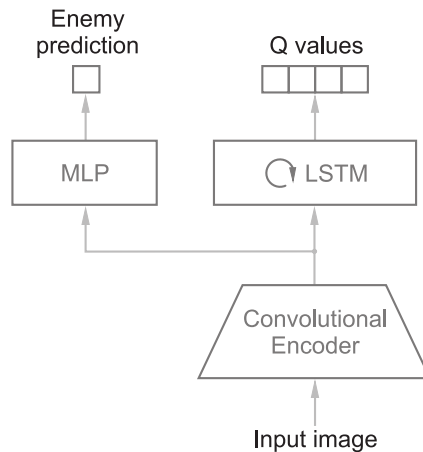 Enemy
prediction
Q values
MLP
LSTM
Convolutional
Encoder
Input image